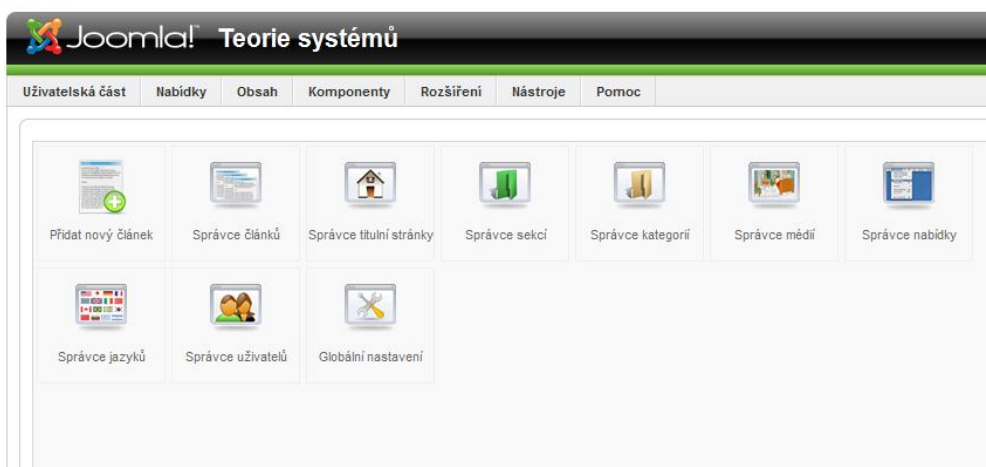 Joomla! Teorie systémů
Uživatelská část Nabídky Obsah Komponenty Rozšíření Nástroje Pomoc
Přidat nový článek Správce článků Správce titulní stránky Správce sekcí Správce kategorií Správce médií Správce nabídky
Správce jazyků Správce uživatelů Globální nastavení